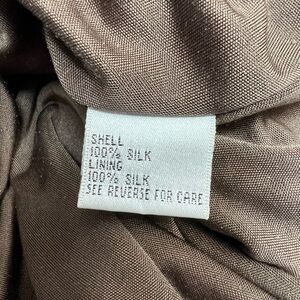 SHELL
100% SILK
LINING
100% SILK
SEE REVERSE FOR CARE